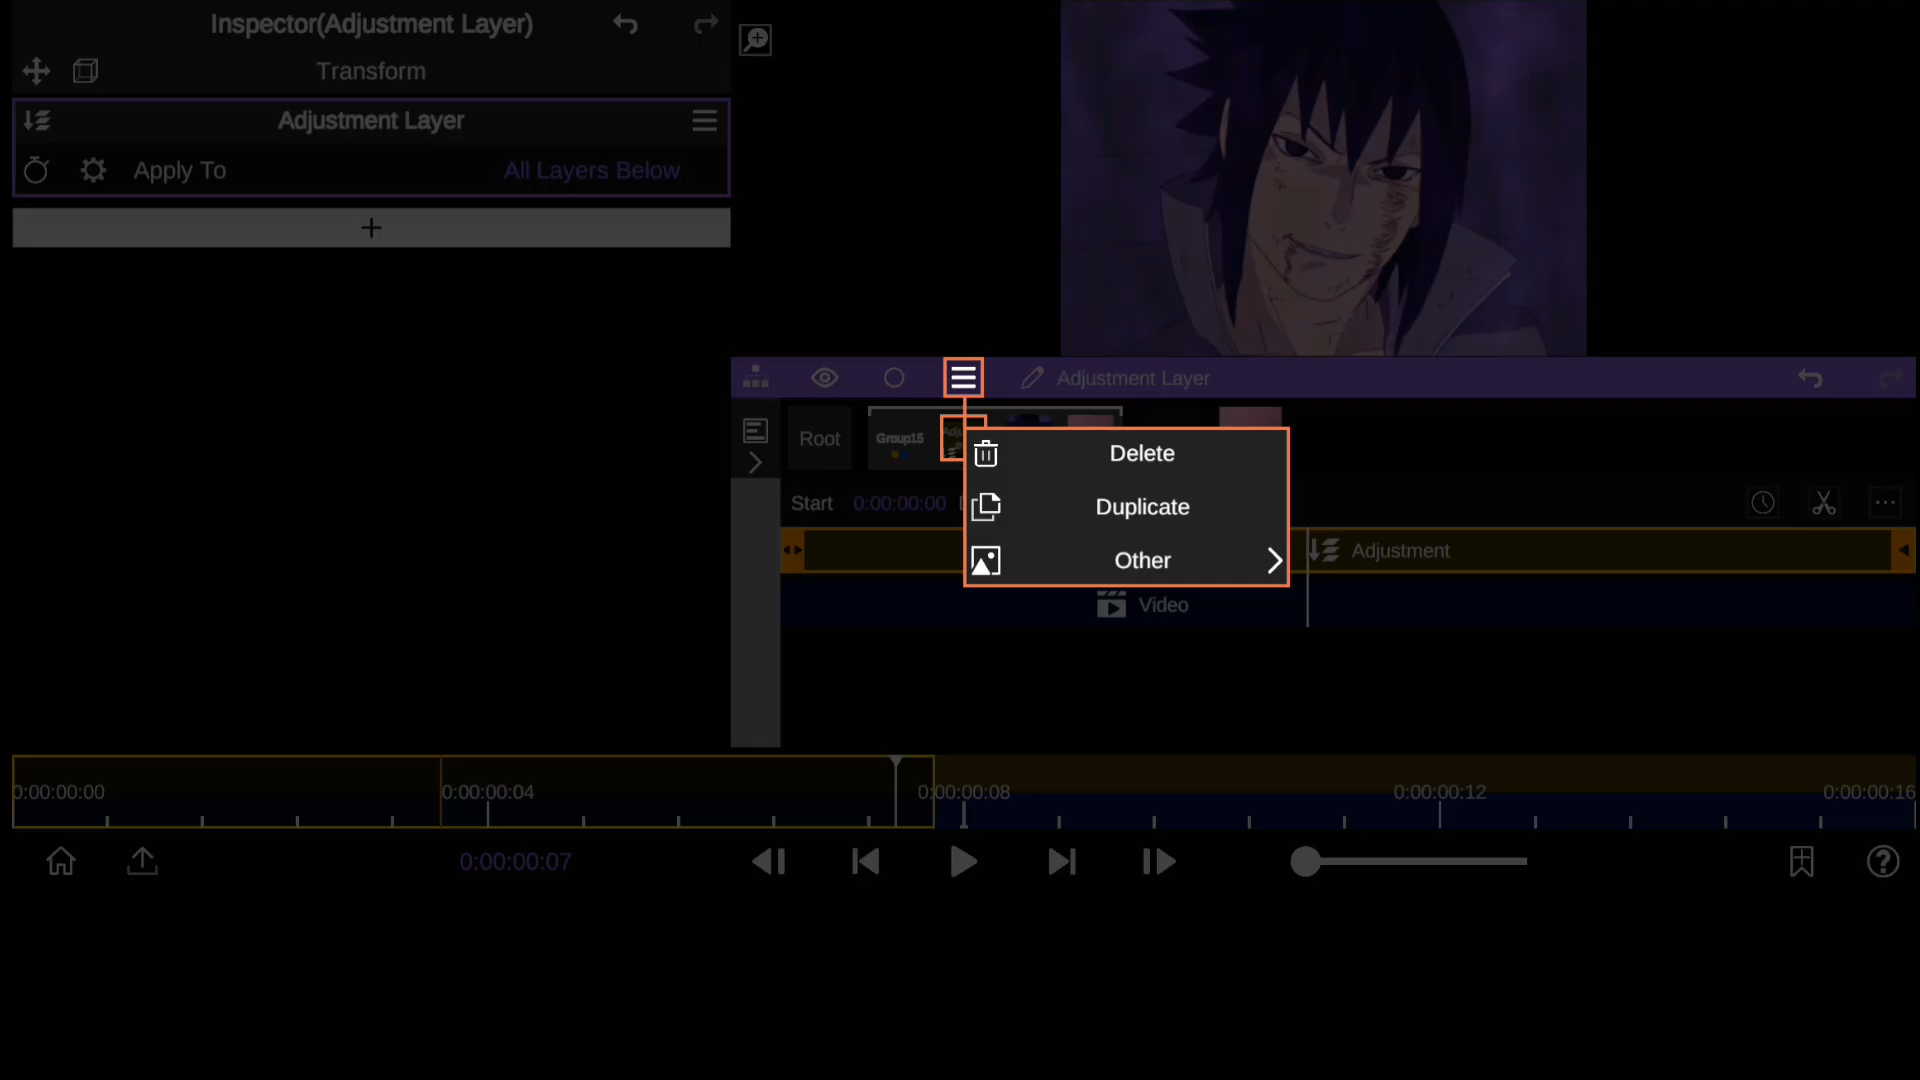 Inspector(Adjustment Layer)
Transform
Adjustment Layer
Apply To All Layers Below
+
Adjustment Layer
Root
Group15
Delete
Duplicate
Other
Start 0:00:00:00
Adjustment
Video
0:00:00:00 0:00:00:04 0:00:00:08 0:00:00:12 0:00:00:16
0:00:00:07